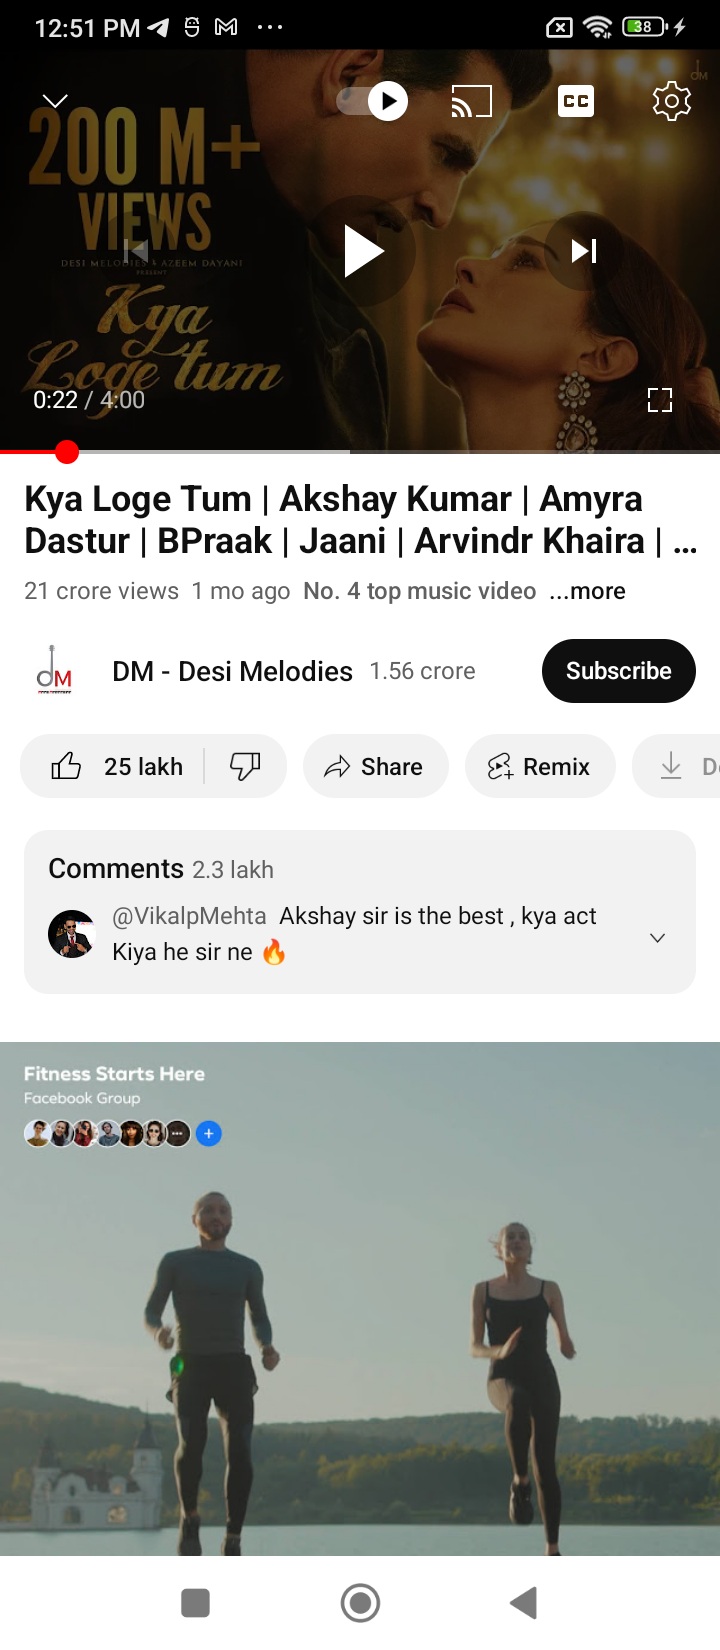 12:51 PM
38
200 M+
VIEWS
DESI MELODIES & AZEEM DAYANI
PRESENT
Kya
Loge tum
CC
0:22 / 4:00
Kya Loge Tum | Akshay Kumar | Amyra
Dastur | BPraak | Jaani | Arvindr Khaira | ...
21 crore views 1 mo ago No. 4 top music video ...more
dM DM - Desi Melodies 1.56 crore Subscribe
25 lakh Share Remix
Comments 2.3 lakh
@VikalpMehta Akshay sir is the best , kya act
Kiya he sir ne 🔥
Fitness Starts Here
Facebook Group